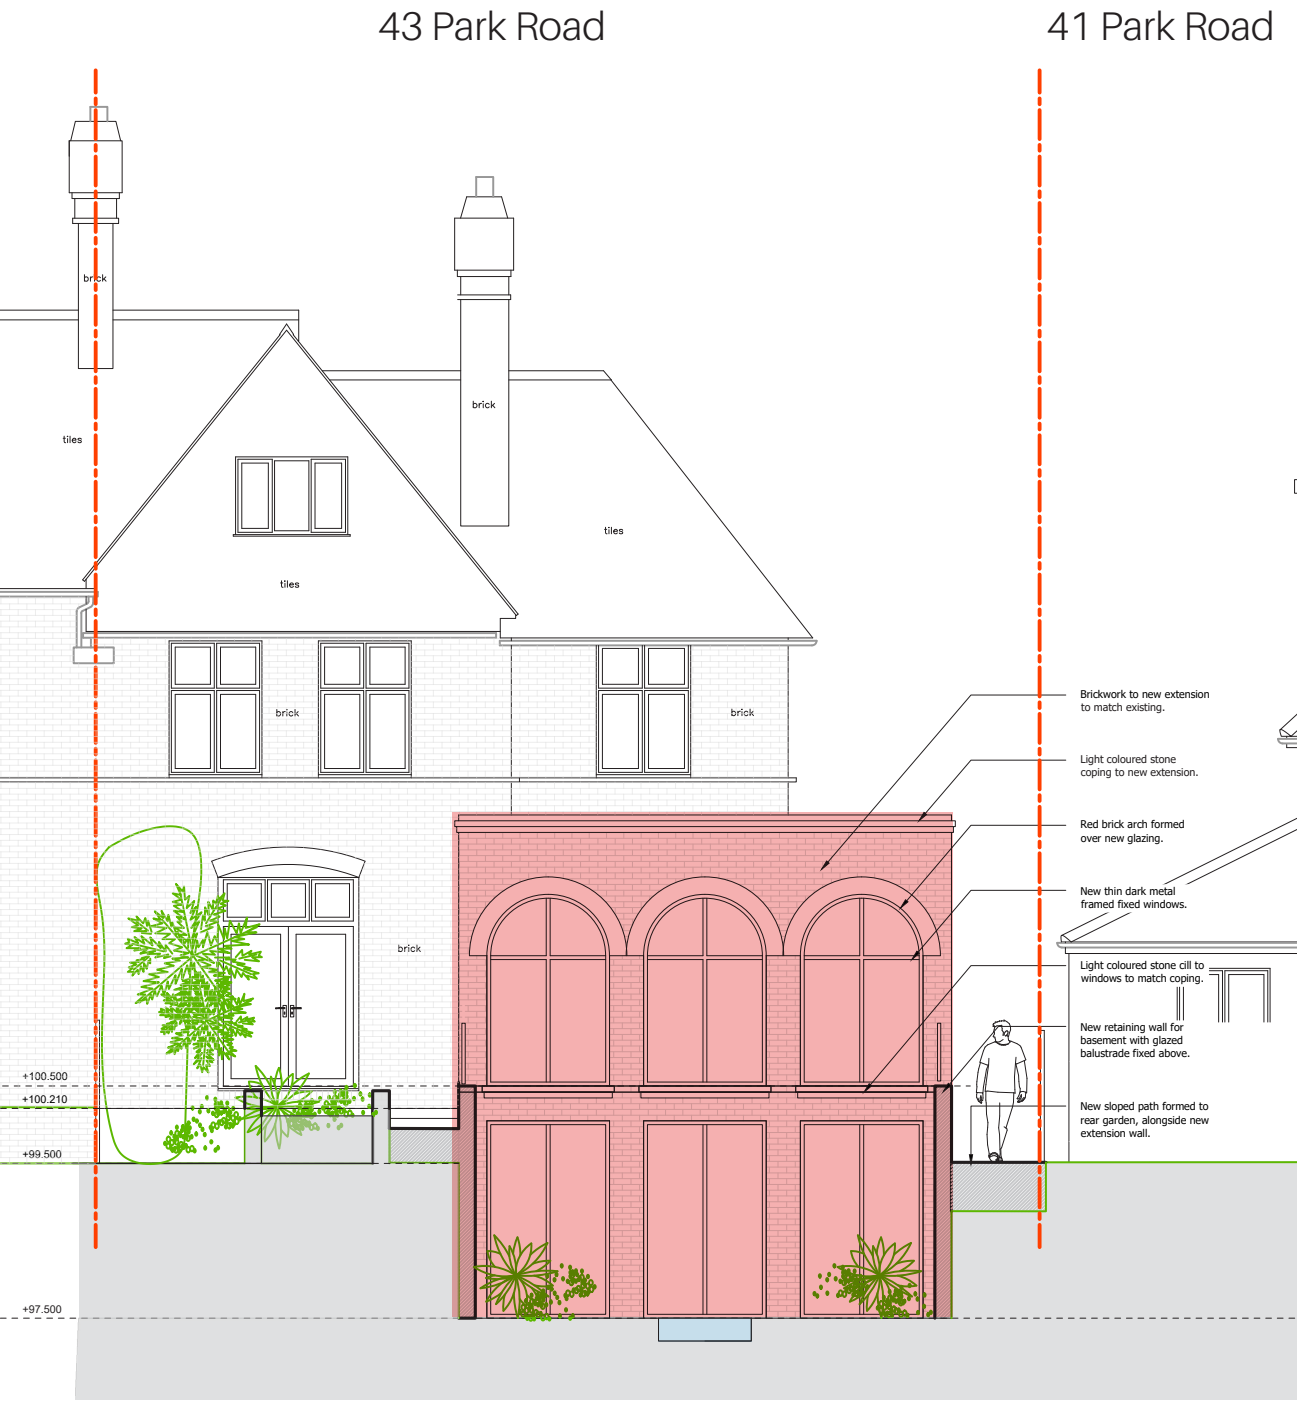 43 Park Road
41 Park Road
brick
brick
tiles
tiles
tiles
brick
brick
brick
Brickwork to new extension
to match existing.
Light coloured stone
coping to new extension.
Red brick arch formed
over new glazing.
New thin dark metal
framed fixed windows.
Light coloured stone cill to
windows to match coping.
New retaining wall for
basement with glazed
balustrade fixed above.
New sloped path formed to
rear garden, alongside new
extension wall.
+100.500
+100.210
+99.500
+97.500